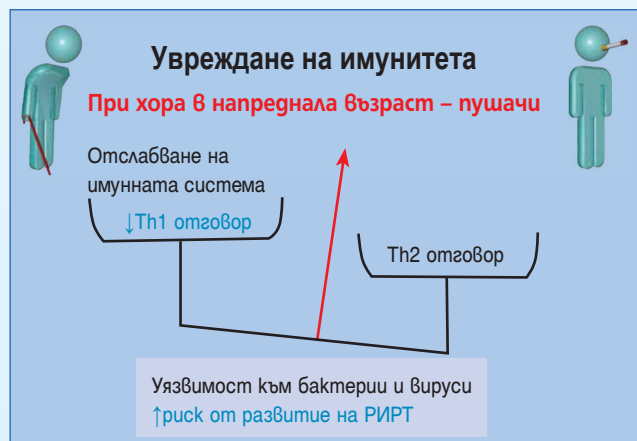 Увреждане на имунитета
При хора в напреднала възраст – пушачи
Отслабване на
имунната система
↓Th1 отговор
Th2 отговор
Уязвимост към бактерии и вируси
↑риск от развитие на РИРТ